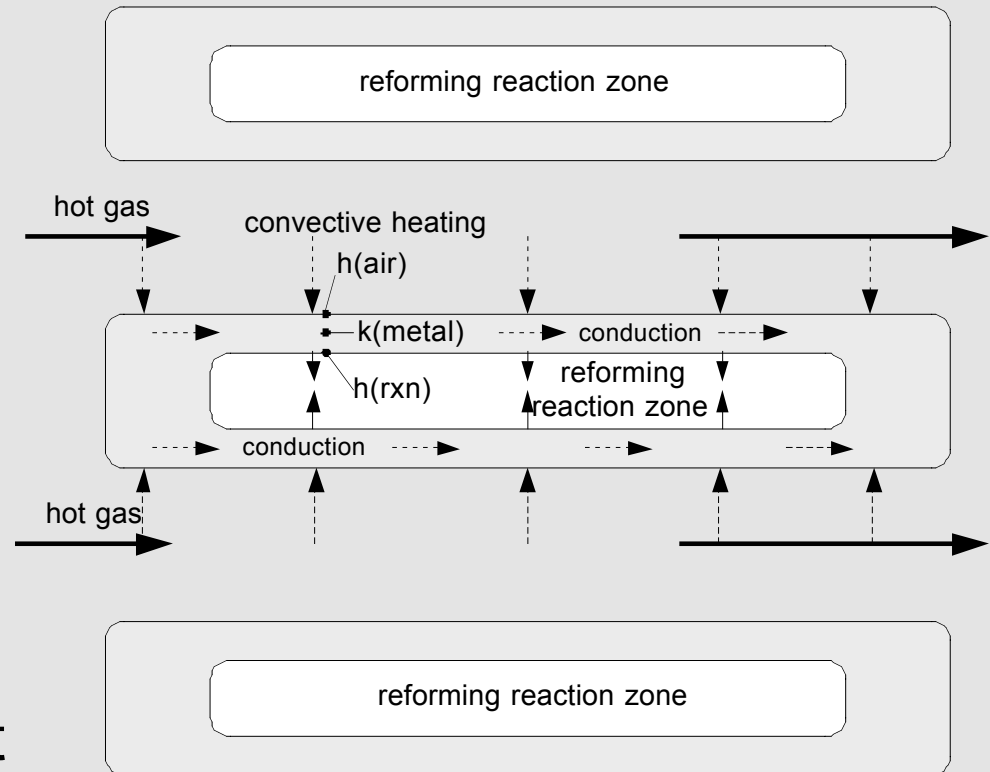 reforming reaction zone
hot gas
convective heating
h(air)
k(metal)
conduction
h(rxn)
reforming
reaction zone
conduction
hot gas
reforming reaction zone